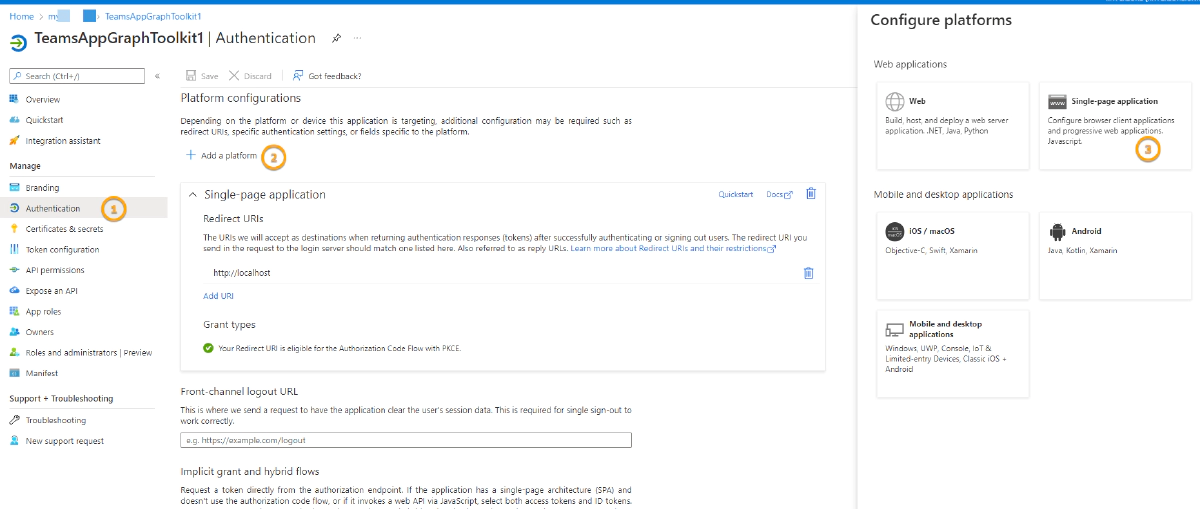 Home > my > TeamsAppGraphToolkit1
TeamsAppGraphToolkit1 | Authentication ...
Search (Ctrl+/) «
Overview
Quickstart
Integration assistant
Manage
Branding
Authentication 1
Certificates & secrets
Token configuration
API permissions
Expose an API
App roles
Owners
Roles and administrators | Preview
Manifest
Support + Troubleshooting
Troubleshooting
New support request
Save Discard Got feedback?
Platform configurations
Depending on the platform or device this application is targeting, additional configuration may be required such as
redirect URIs, specific authentication settings, or fields specific to the platform.
+ Add a platform 2
Single-page application Quickstart Docs
Redirect URIs
The URIs we will accept as destinations when returning authentication responses (tokens) after successfully authenticating or signing out users. The redirect URI you
send in the request to the login server should match one listed here. Also referred to as reply URLs. Learn more about Redirect URIs and their restrictions
http://localhost
Add URI
Grant types
Your Redirect URI is eligible for the Authorization Code Flow with PKCE.
Front-channel logout URL
This is where we send a request to have the application clear the user's session data. This is required for single sign-out to
work correctly.
e.g. https://example.com/logout
Implicit grant and hybrid flows
Request a token directly from the authorization endpoint. If the application has a single-page architecture (SPA) and
doesn't use the authorization code flow, or if it invokes a web API via JavaScript, select both access tokens and ID tokens.
Configure platforms
Web applications
Web
Build, host, and deploy a web server
application. .NET, Java, Python
Single-page application
Configure browser client applications
and progressive web applications.
Javascript.
3
Mobile and desktop applications
iOS / macOS
Objective-C, Swift, Xamarin
Android
Java, Kotlin, Xamarin
Mobile and desktop
applications
Windows, UWP, Console, IoT &
Limited-entry Devices, Classic iOS +
Android